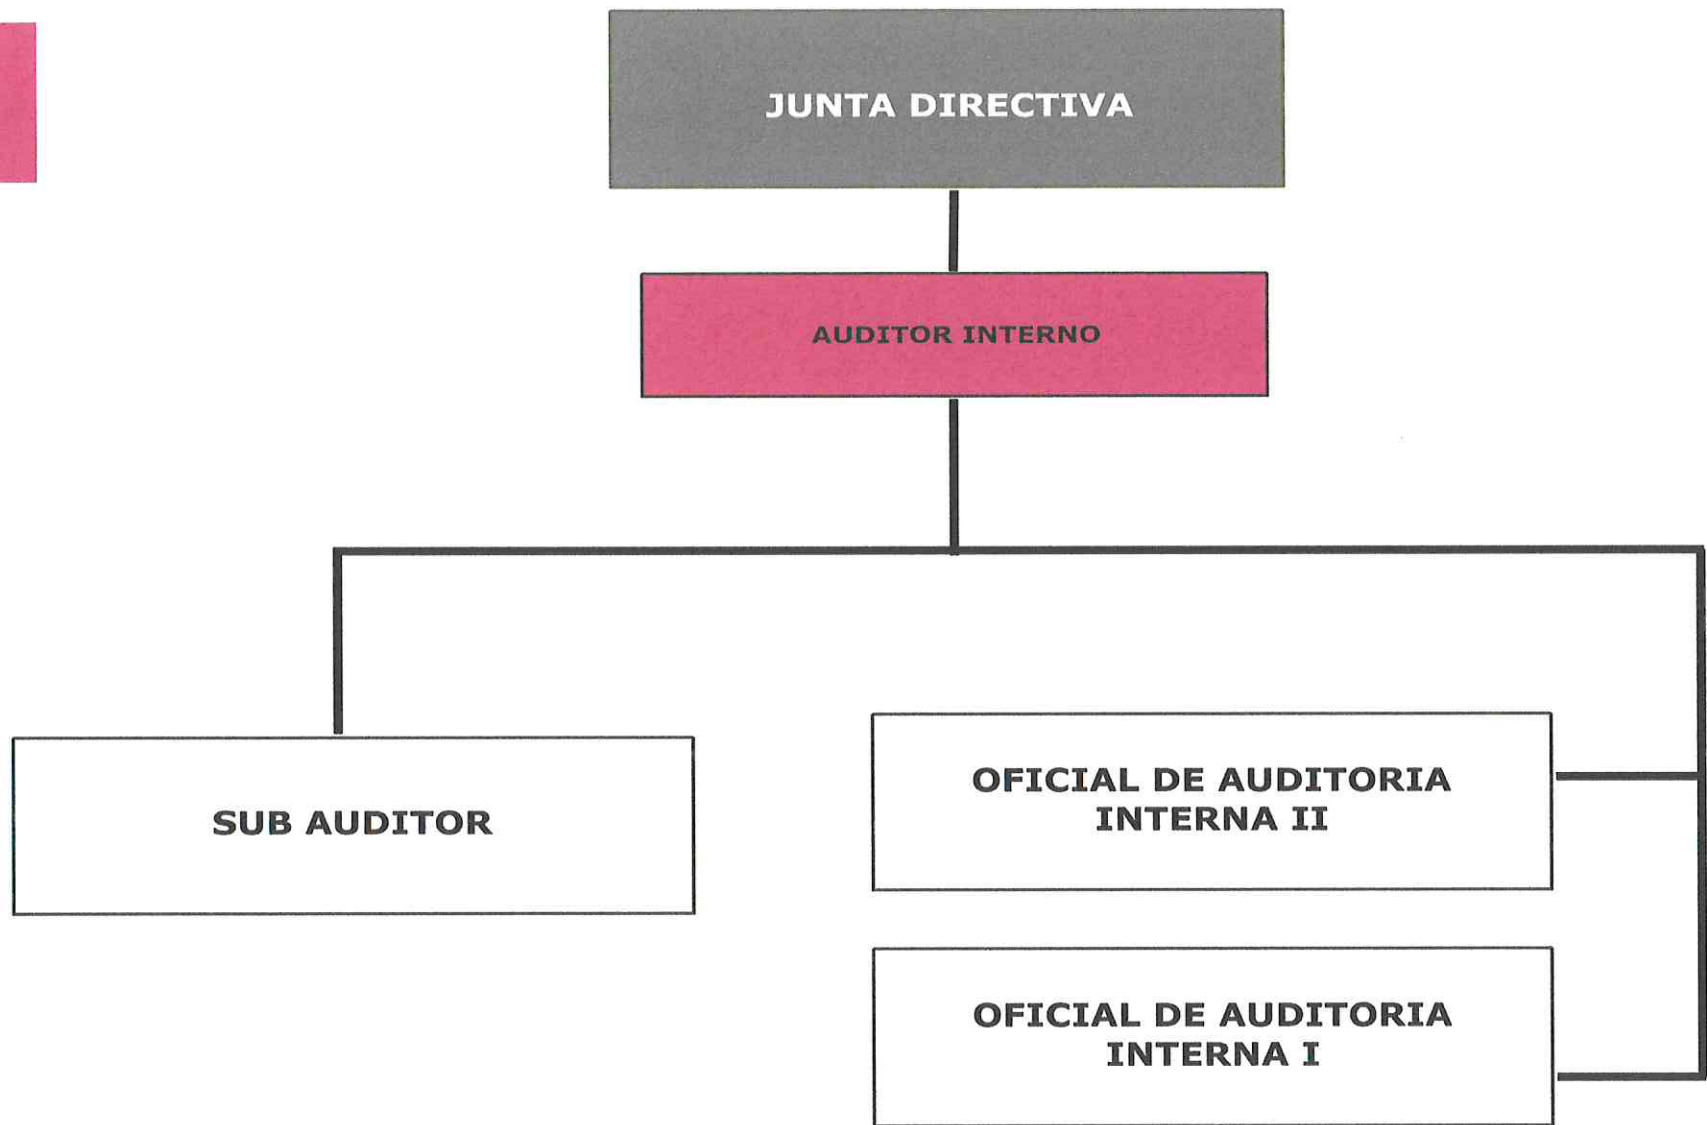 JUNTA DIRECTIVA
AUDITOR INTERNO
SUB AUDITOR
OFICIAL DE AUDITORIA
INTERNA II
OFICIAL DE AUDITORIA
INTERNA I